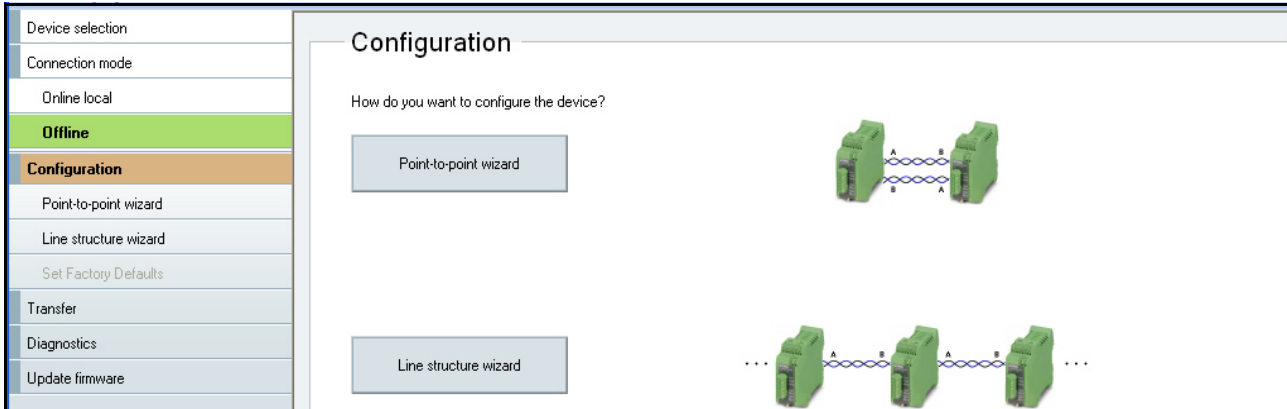 Device selection
Connection mode
Online local
Offline
Configuration
Point-to-point wizard
Line structure wizard
Set Factory Defaults
Transfer
Diagnostics
Update firmware
Configuration
How do you want to configure the device?
Point-to-point wizard
A B
B A
Line structure wizard
... A B A B ...